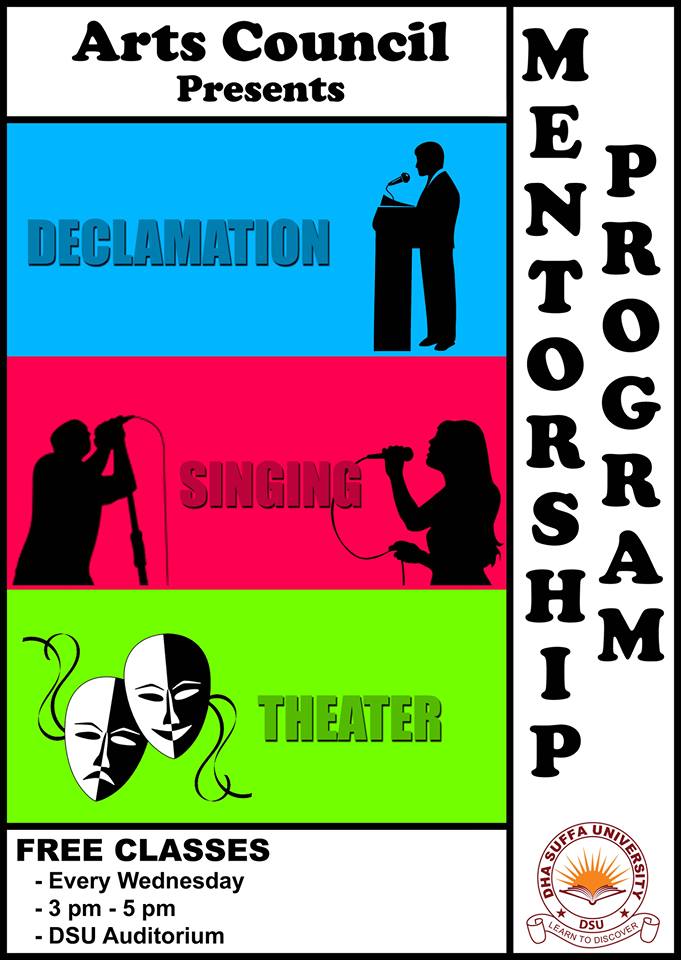 Arts Council
Presents
DECLAMATION
SINGING
THEATER
FREE CLASSES
- Every Wednesday
- 3 pm - 5 pm
- DSU Auditorium
MENTORSHIP
PROGRAM
DHA SUFFA UNIVERSITY
DSU
LEARN TO DISCOVER